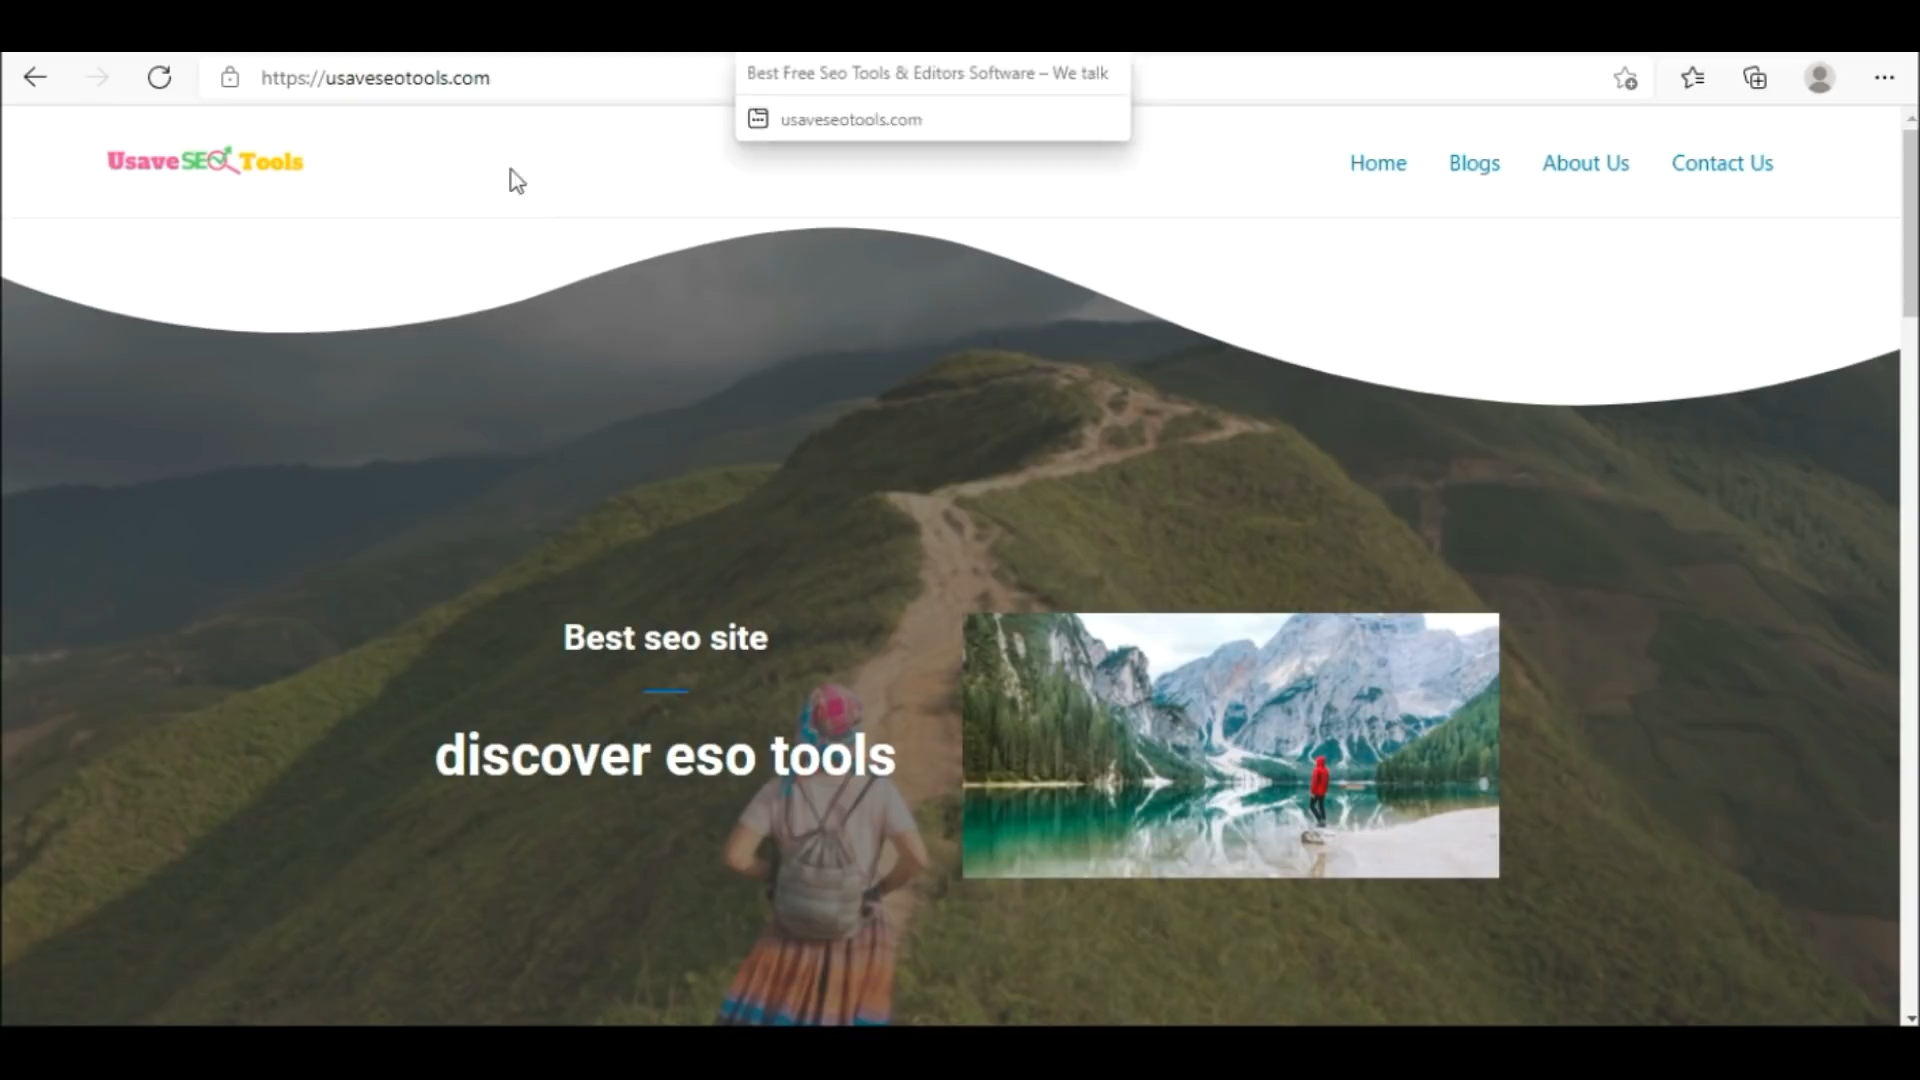 https://usaveseotools.com
Best Free Seo Tools & Editors Software – We talk
usaveseotools.com
Usave SEO Tools
Home Blogs About Us Contact Us
Best seo site
discover eso tools